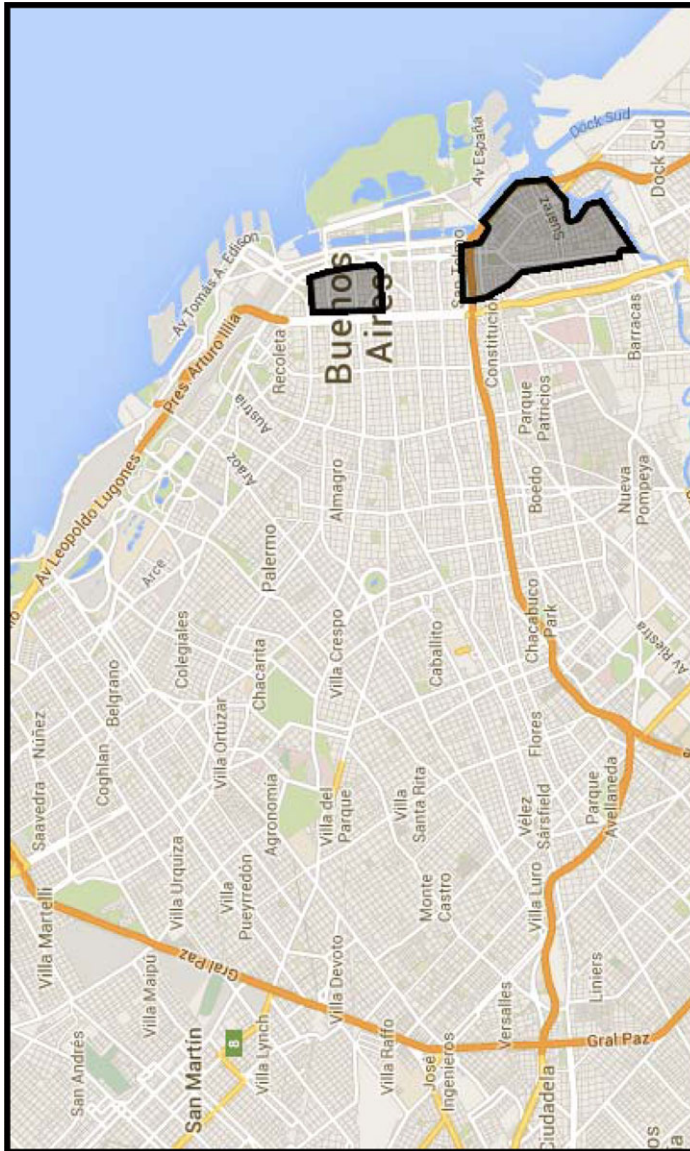 San Andrés
Villa Martelli
Saavedra
Núñez
Av Leopoldo Lugones
Coghlan
Belgrano
Villa Maipú
Arce
Pres. Arturo Illia
Av Tomás A. Edison
Villa Urquiza
Colegiales
San Martín
Gral Paz
8
Villa Pueyrredón
Villa Ortúzar
Araoz
Austria
Villa Lynch
Agronomía
Chacarita
Palermo
Recoleta
Villa Devoto
Villa del
Parque
Villa Crespo
Almagro
Buenos
Aires
Villa Raffo
Villa
Santa Rita
Caballito
José
Ingenieros
Monte
Castro
San Telmo
Av España
Versalles
Constitución
Vélez
Sársfield
Villa Luro
Flores
Chacabuco
Park
Boedo
Parque
Patricios
Suarez
Ciudadela
Liniers
Parque
Avellaneda
Nueva
Pompeya
Barracas
Dock Sud
Gral Paz
Av Riestra
Dock Sud